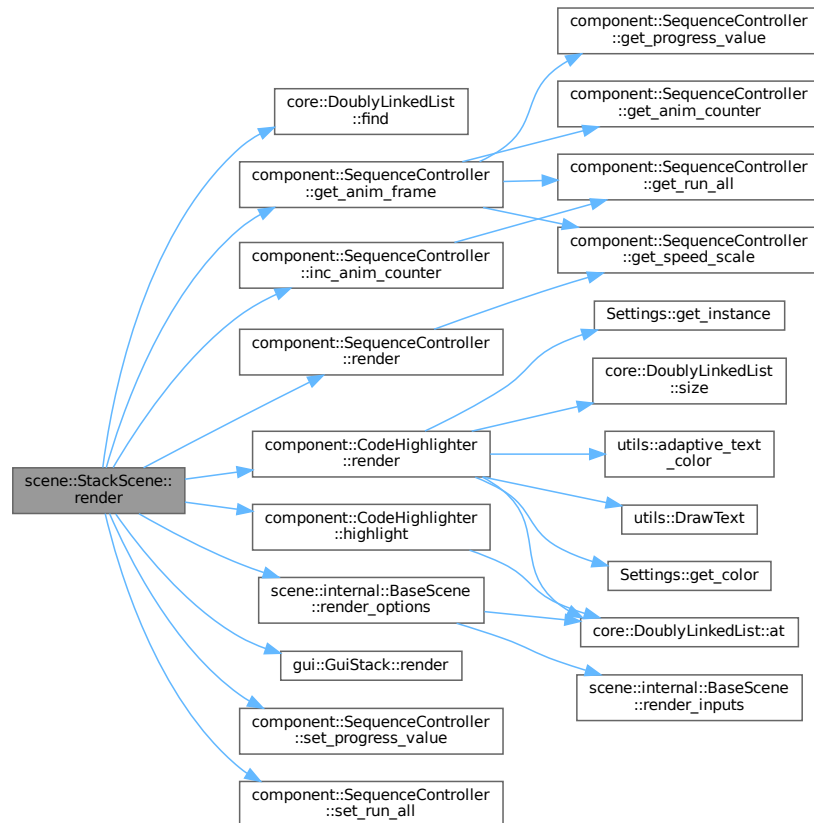 scene::StackScene::
render
core::DoublyLinkedList
::find
component::SequenceController
::get_anim_frame
component::SequenceController
::inc_anim_counter
component::SequenceController
::render
component::CodeHighlighter
::render
component::CodeHighlighter
::highlight
scene::internal::BaseScene
::render_options
gui::GuiStack::render
component::SequenceController
::set_progress_value
component::SequenceController
::set_run_all
component::SequenceController
::get_progress_value
component::SequenceController
::get_anim_counter
component::SequenceController
::get_run_all
component::SequenceController
::get_speed_scale
Settings::get_instance
core::DoublyLinkedList
::size
utils::adaptive_text
_color
utils::DrawText
Settings::get_color
core::DoublyLinkedList::at
scene::internal::BaseScene
::render_inputs